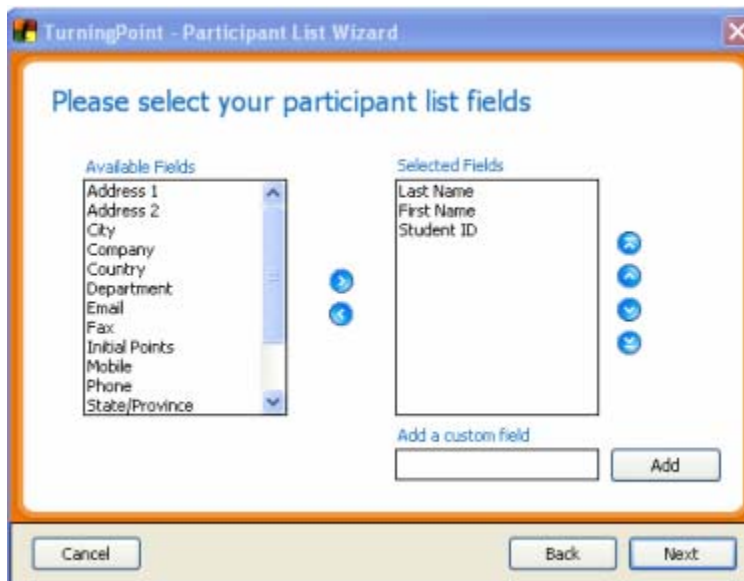 TurningPoint - Participant List Wizard
Please select your participant list fields
Available Fields
Address 1
Address 2
City
Company
Country
Department
Email
Fax
Initial Points
Mobile
Phone
State/Province
Selected Fields
Last Name
First Name
Student ID
Add a custom field
Add
Cancel
Back
Next